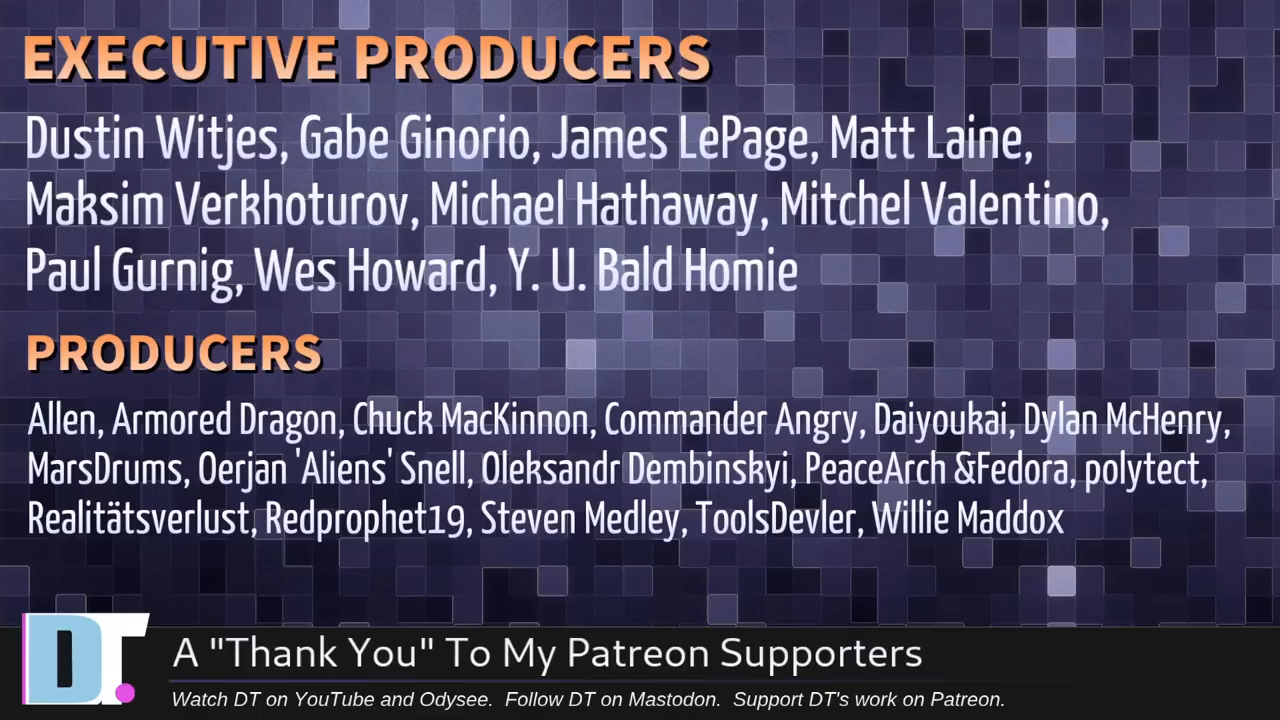 EXECUTIVE PRODUCERS
Dustin Witjes, Gabe Ginorio, James LePage, Matt Laine,
Maksim Verkhoturov, Michael Hathaway, Mitchel Valentino,
Paul Gurnig, Wes Howard, Y. U. Bald Homie
PRODUCERS
Allen, Armored Dragon, Chuck MacKinnon, Commander Angry, Daiyoukai, Dylan McHenry,
MarsDrums, Oerjan 'Aliens' Snell, Oleksandr Dembinskyi, PeaceArch &Fedora, polytect,
Realitätsverlust, Redprophet19, Steven Medley, ToolsDevler, Willie Maddox
DT.
A "Thank You" To My Patreon Supporters
Watch DT on YouTube and Odysee. Follow DT on Mastodon. Support DT's work on Patreon.